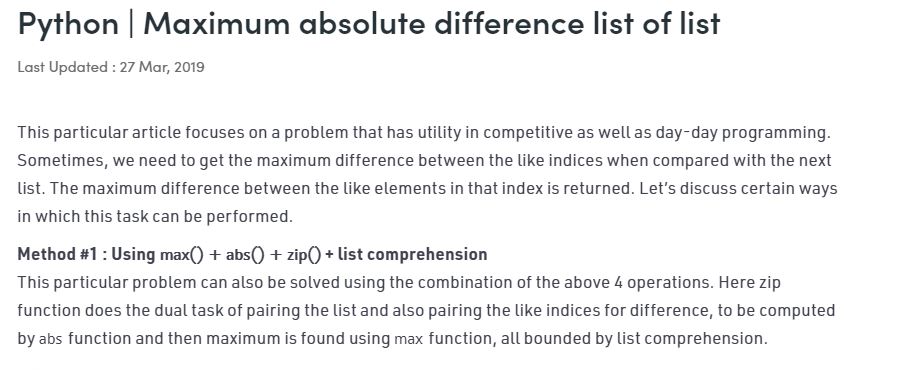 Python | Maximum absolute difference list of list
Last Updated : 27 Mar, 2019
This particular article focuses on a problem that has utility in competitive as well as day-day programming.
Sometimes, we need to get the maximum difference between the like indices when compared with the next
list. The maximum difference between the like elements in that index is returned. Let’s discuss certain ways
in which this task can be performed.
Method #1 : Using max() + abs() + zip() + list comprehension
This particular problem can also be solved using the combination of the above 4 operations. Here zip
function does the dual task of pairing the list and also pairing the like indices for difference, to be computed
by abs function and then maximum is found using max function, all bounded by list comprehension.